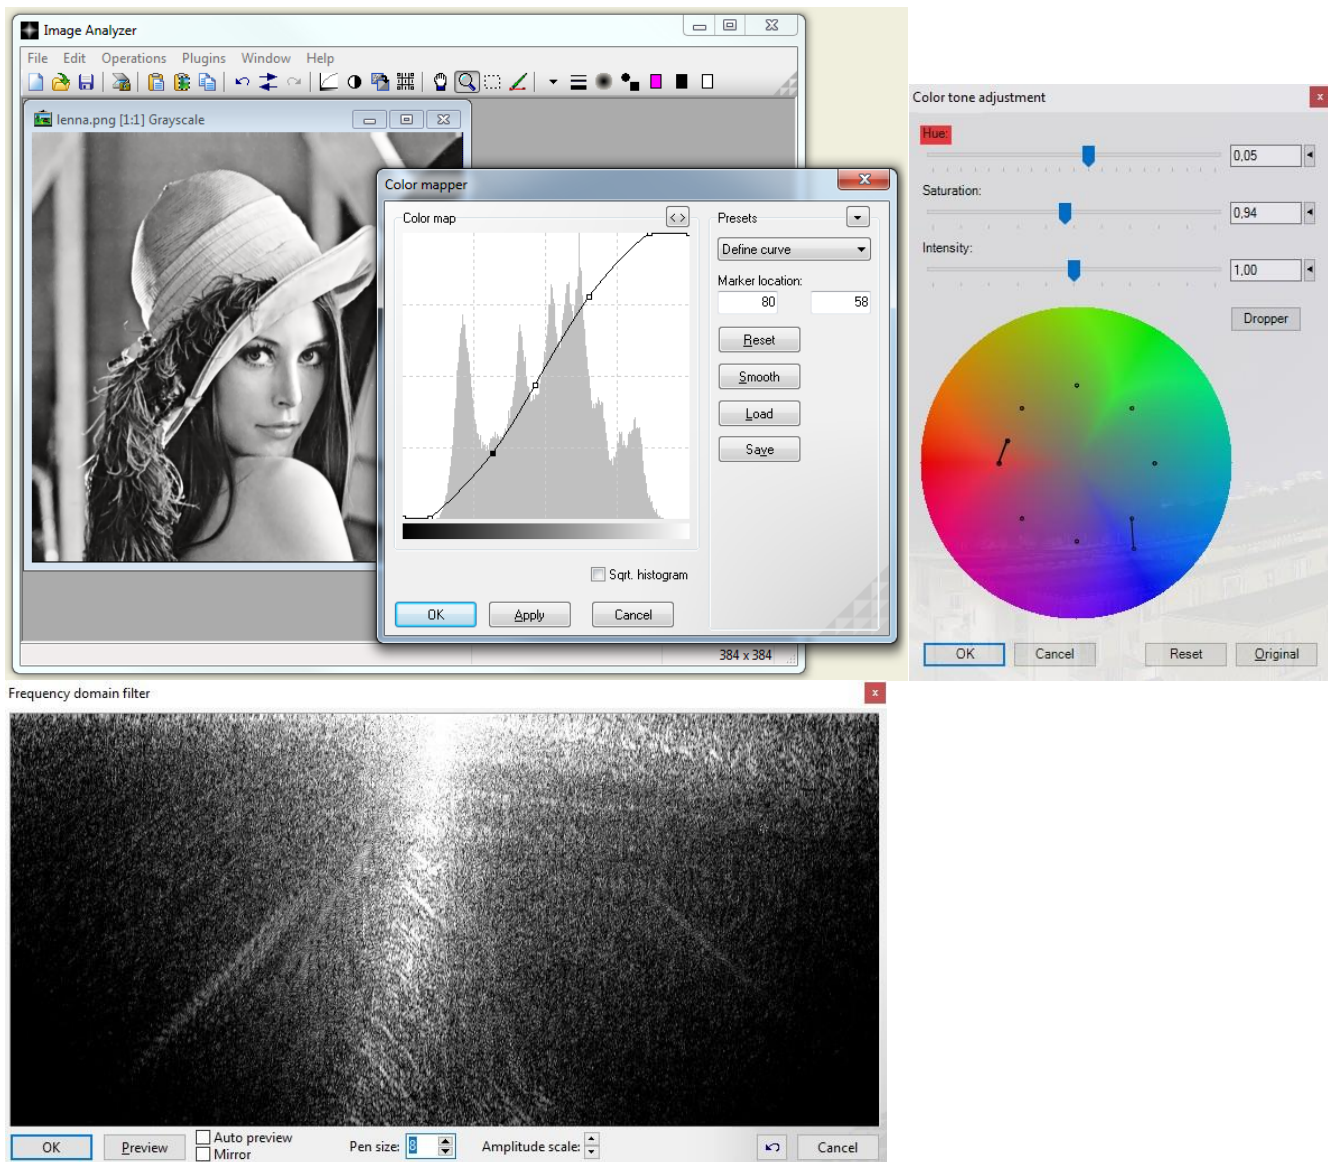 Image Analyzer
File Edit Operations Plugins Window Help
lenna.png [1:1] Grayscale
Color mapper
Color map
< >
Presets
Define curve
Marker location:
80 58
Reset
Smooth
Load
Save
Sqrt. histogram
OK Apply Cancel
384 x 384
Color tone adjustment
x
Hue:
0,05
Saturation:
0,94
Intensity:
1,00
Dropper
OK Cancel Reset Original
Frequency domain filter
x
OK Preview
Auto preview
Mirror
Pen size: 8
Amplitude scale:
Cancel